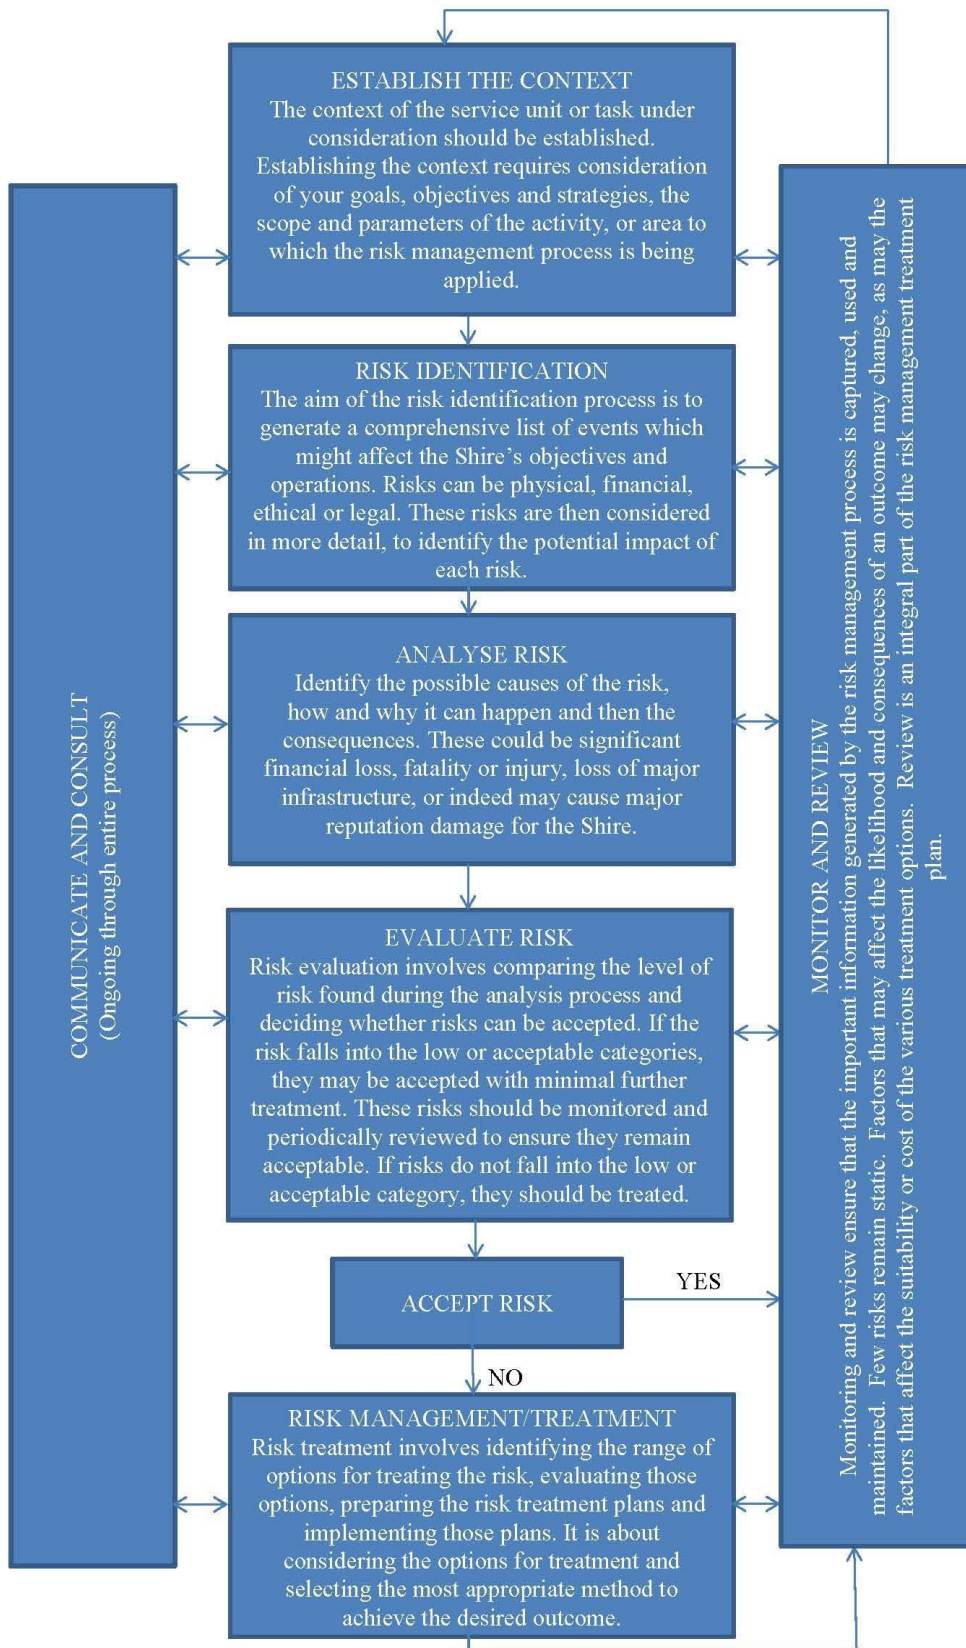 ESTABLISH THE CONTEXT
The context of the service unit or task under
consideration should be established.
Establishing the context requires consideration
of your goals, objectives and strategies, the
scope and parameters of the activity, or area to
which the risk management process is being
applied.
RISK IDENTIFICATION
The aim of the risk identification process is to
generate a comprehensive list of events which
might affect the Shire’s objectives and
operations. Risks can be physical, financial,
ethical or legal. These risks are then considered
in more detail, to identify the potential impact of
each risk.
ANALYSE RISK
Identify the possible causes of the risk,
how and why it can happen and then the
consequences. These could be significant
financial loss, fatality or injury, loss of major
infrastructure, or indeed may cause major
reputation damage for the Shire.
EVALUATE RISK
Risk evaluation involves comparing the level of
risk found during the analysis process and
deciding whether risks can be accepted. If the
risk falls into the low or acceptable categories,
they may be accepted with minimal further
treatment. These risks should be monitored and
periodically reviewed to ensure they remain
acceptable. If risks do not fall into the low or
acceptable category, they should be treated.
ACCEPT RISK
YES
NO
RISK MANAGEMENT/TREATMENT
Risk treatment involves identifying the range of
options for treating the risk, evaluating those
options, preparing the risk treatment plans and
implementing those plans. It is about
considering the options for treatment and
selecting the most appropriate method to
achieve the desired outcome.
COMMUNICATE AND CONSULT
(Ongoing through entire process)
MONITOR AND REVIEW
Monitoring and review ensure that the important information generated by the risk management process is captured, used and
maintained.  Few risks remain static.  Factors that may affect the likelihood and consequences of an outcome may change, as may the
factors that affect the suitability or cost of the various treatment options.  Review is an integral part of the risk management treatment
plan.